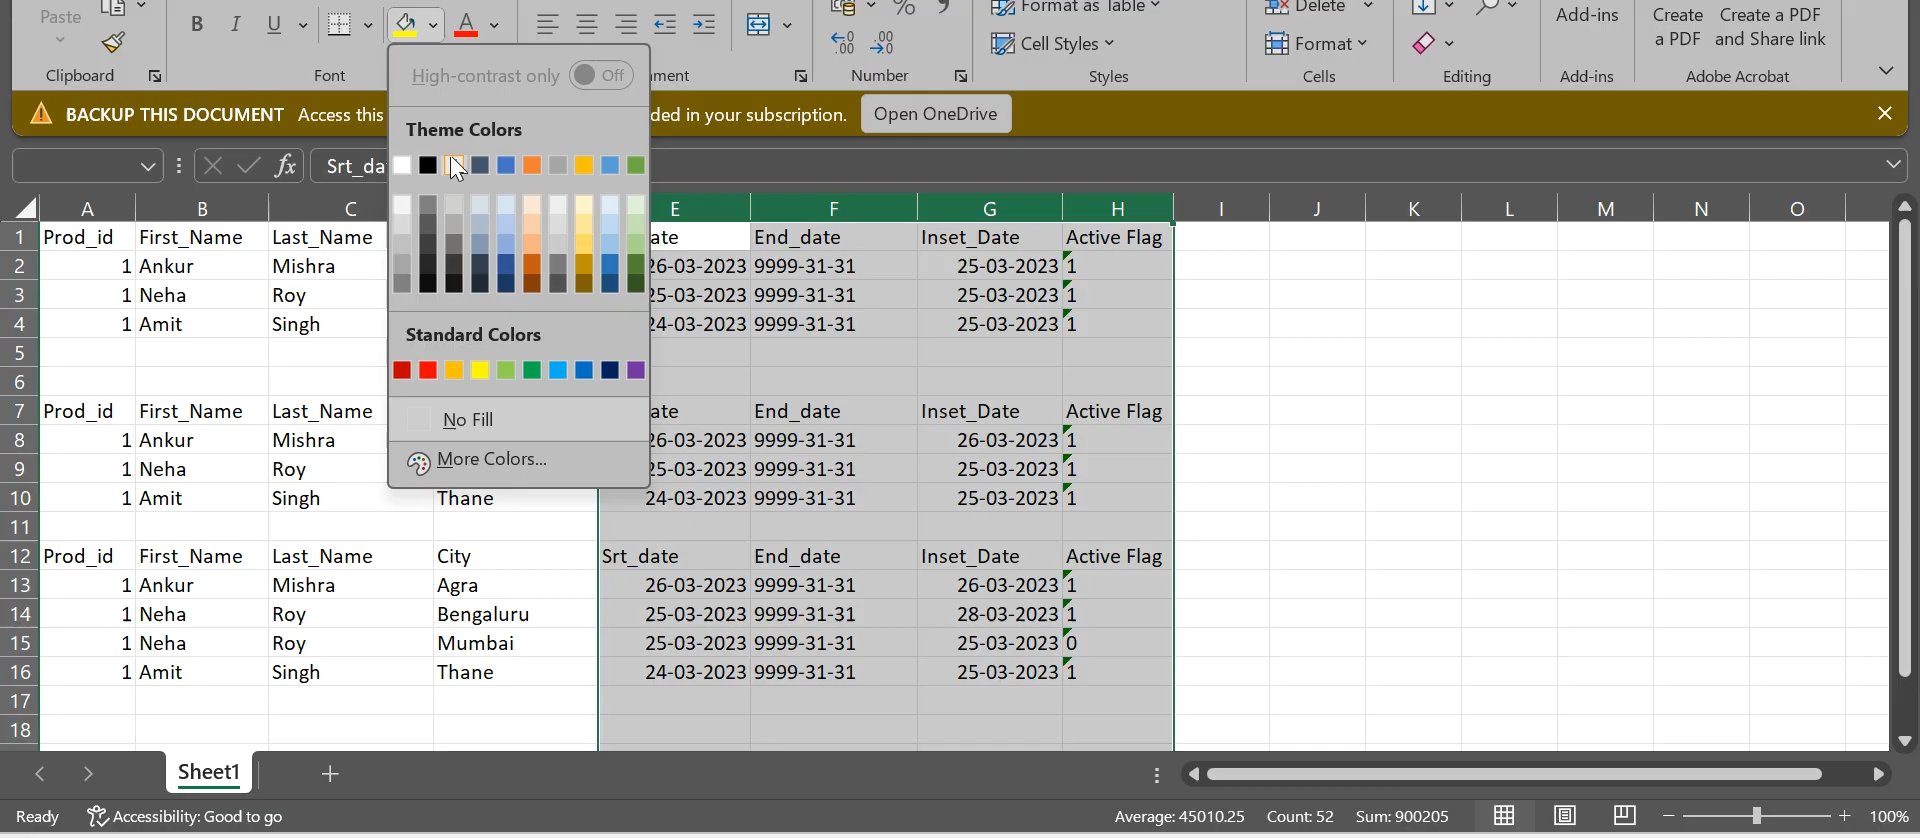 Paste
B I U A
% 9
Format as Table
Delete
Add-ins
Create a PDF
Create a PDF and Share link
Cell Styles
Format
Clipboard
Font
ment
Number
Styles
Cells
Editing
Add-ins
Adobe Acrobat
High-contrast only Off
BACKUP THIS DOCUMENT Access this
ded in your subscription. Open OneDrive
Theme Colors
fx Srt_da
A B C E F G H I J K L M N O
1 Prod_id First_Name Last_Name ate End_date Inset_Date Active Flag
2 1 Ankur Mishra 26-03-2023 9999-31-31 25-03-2023 1
3 1 Neha Roy 25-03-2023 9999-31-31 25-03-2023 1
4 1 Amit Singh 24-03-2023 9999-31-31 25-03-2023 1
Standard Colors
5
6
7 Prod_id First_Name Last_Name ate End_date Inset_Date Active Flag
No Fill
8 1 Ankur Mishra 26-03-2023 9999-31-31 26-03-2023 1
More Colors...
9 1 Neha Roy 25-03-2023 9999-31-31 25-03-2023 1
10 1 Amit Singh Thane 24-03-2023 9999-31-31 25-03-2023 1
11
12 Prod_id First_Name Last_Name City Srt_date End_date Inset_Date Active Flag
13 1 Ankur Mishra Agra 26-03-2023 9999-31-31 26-03-2023 1
14 1 Neha Roy Bengaluru 25-03-2023 9999-31-31 28-03-2023 1
15 1 Neha Roy Mumbai 25-03-2023 9999-31-31 25-03-2023 0
16 1 Amit Singh Thane 24-03-2023 9999-31-31 25-03-2023 1
17
18
Sheet1
Ready Accessibility: Good to go Average: 45010.25 Count: 52 Sum: 900205 100%